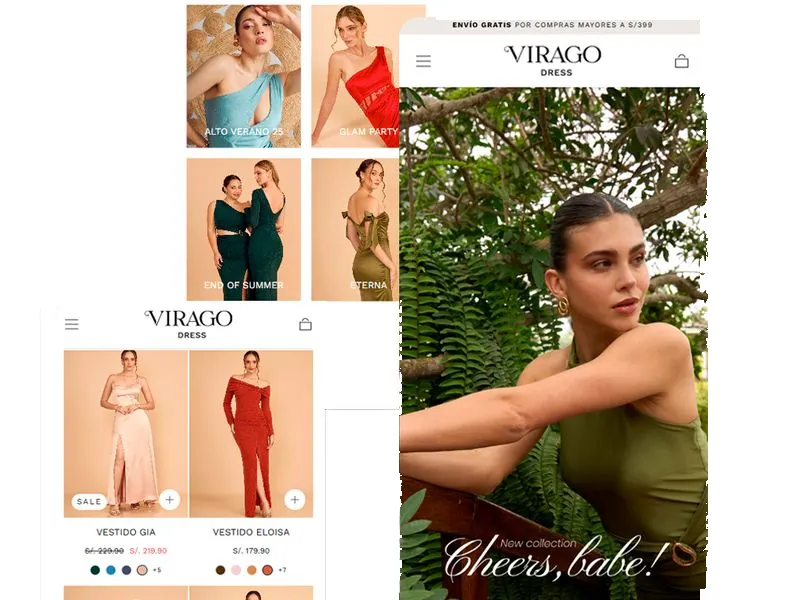 ALTO VERANO 25
GLAM PARTY
END OF SUMMER
ETERNA
ENVÍO GRATIS POR COMPRAS MAYORES A S/399
VIRAGO
DRESS
New collection
Cheers, babe!
VIRAGO
DRESS
SALE
VESTIDO GIA
S/. 229.90 S/. 219.90
+5
VESTIDO ELOISA
S/. 179.90
+7